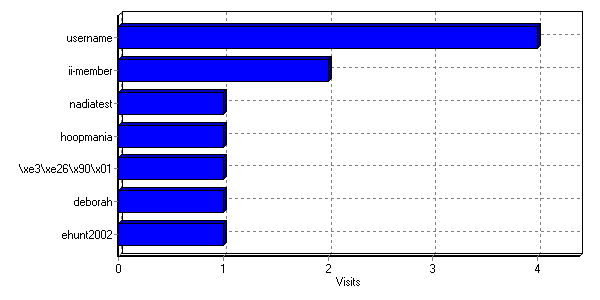 username
ii-member
nadiatest
hoopmania
\xe3\xe26\x90\x01
deborah
ehunt2002
0 1 2 3 4
Visits